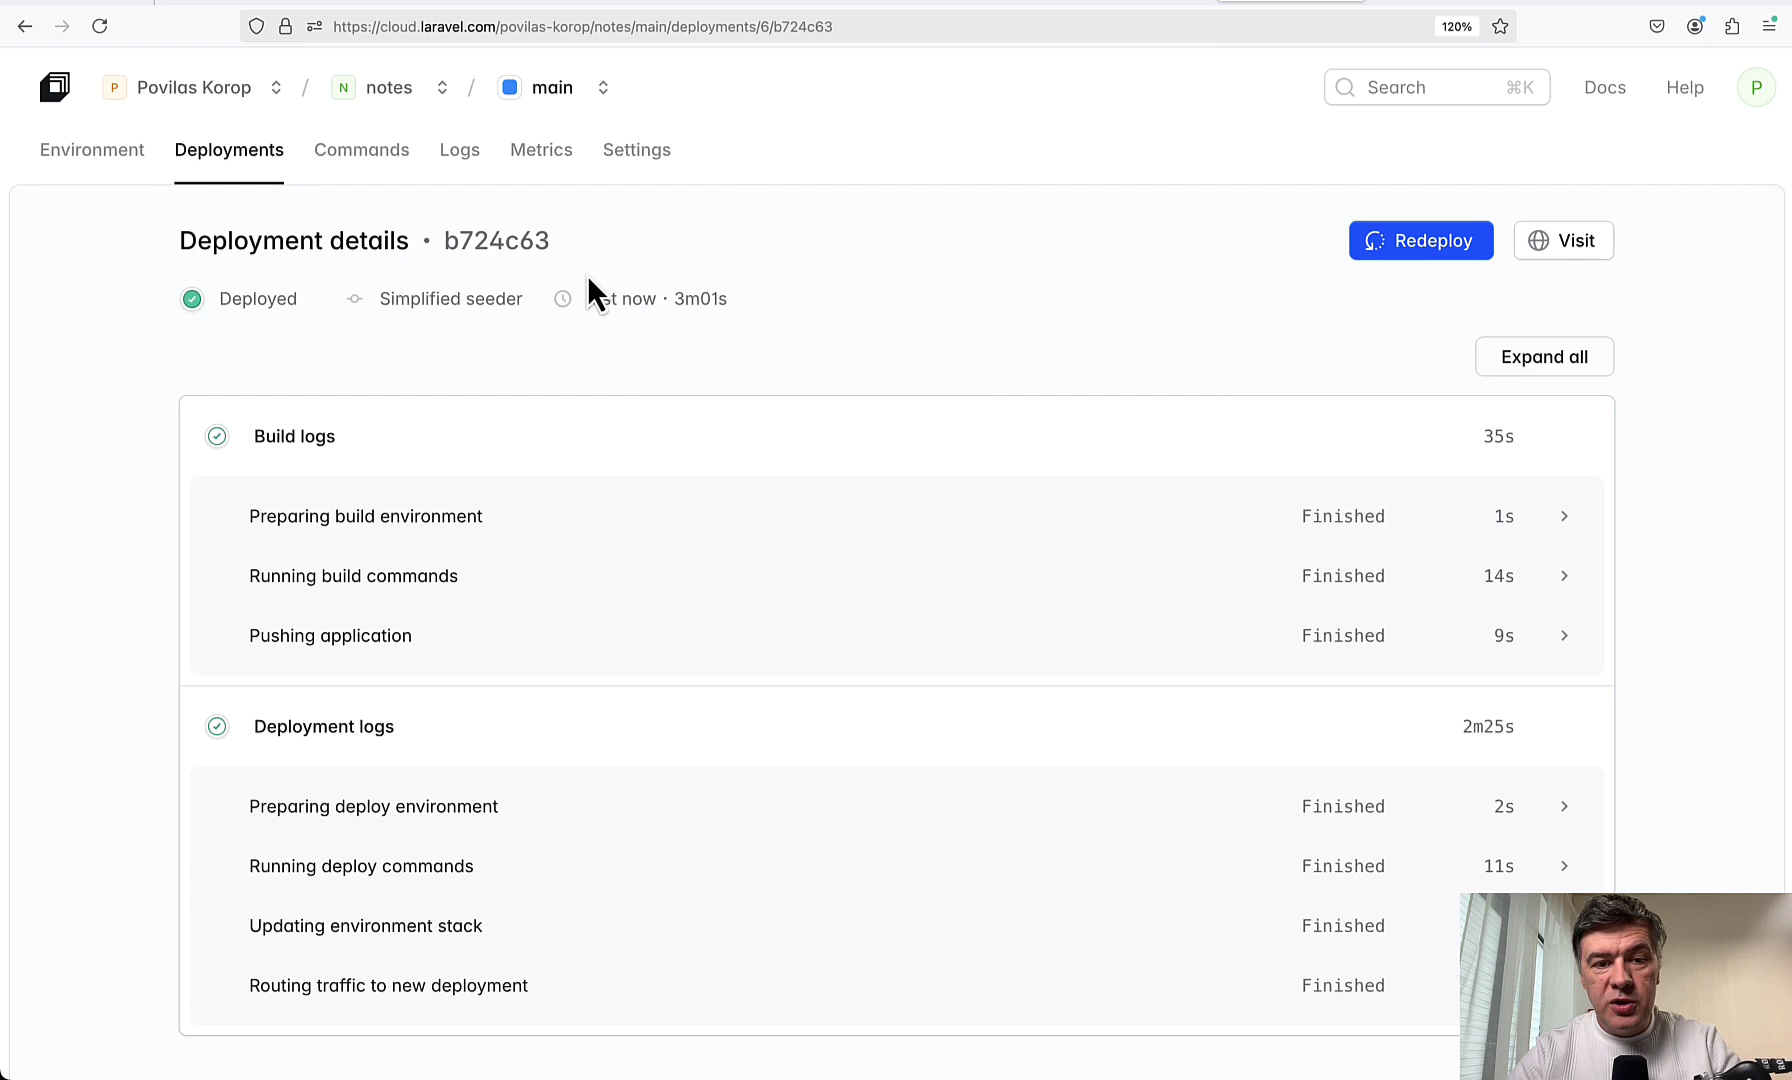 https://cloud.laravel.com/povilas-korop/notes/main/deployments/6/b724c63
120%
P Povilas Korop / N notes / main
Search ⌘K
Docs
Help
P
Environment
Deployments
Commands
Logs
Metrics
Settings
Deployment details • b724c63
Redeploy
Visit
Deployed
Simplified seeder
now · 3m01s
Expand all
Build logs 35s
Preparing build environment Finished 1s
Running build commands Finished 14s
Pushing application Finished 9s
Deployment logs 2m25s
Preparing deploy environment Finished 2s
Running deploy commands Finished 11s
Updating environment stack Finished
Routing traffic to new deployment Finished